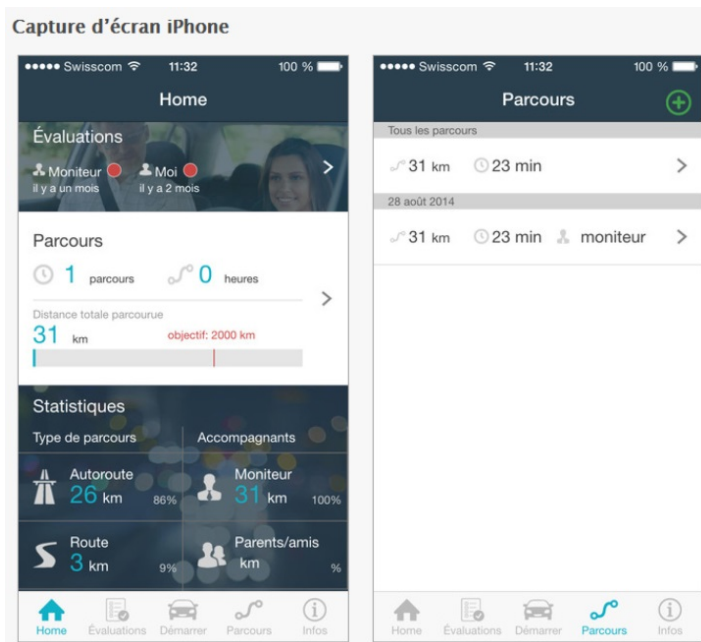 Capture d'écran iPhone
Swisscom 11:32 100 %
Home
Évaluations
Moniteur Moi
il y a un mois il y a 2 mois
Parcours
1 parcours 0 heures
Distance totale parcourue
31 km objectif: 2000 km
Statistiques
Type de parcours Accompagnants
Autoroute Moniteur
26 km 86% 31 km 100%
Route Parents/amis
3 km 9% km %
Home Évaluations Démarrer Parcours Infos
Swisscom 11:32 100 %
Parcours
Tous les parcours
31 km 23 min
28 août 2014
31 km 23 min moniteur
Home Évaluations Démarrer Parcours Infos